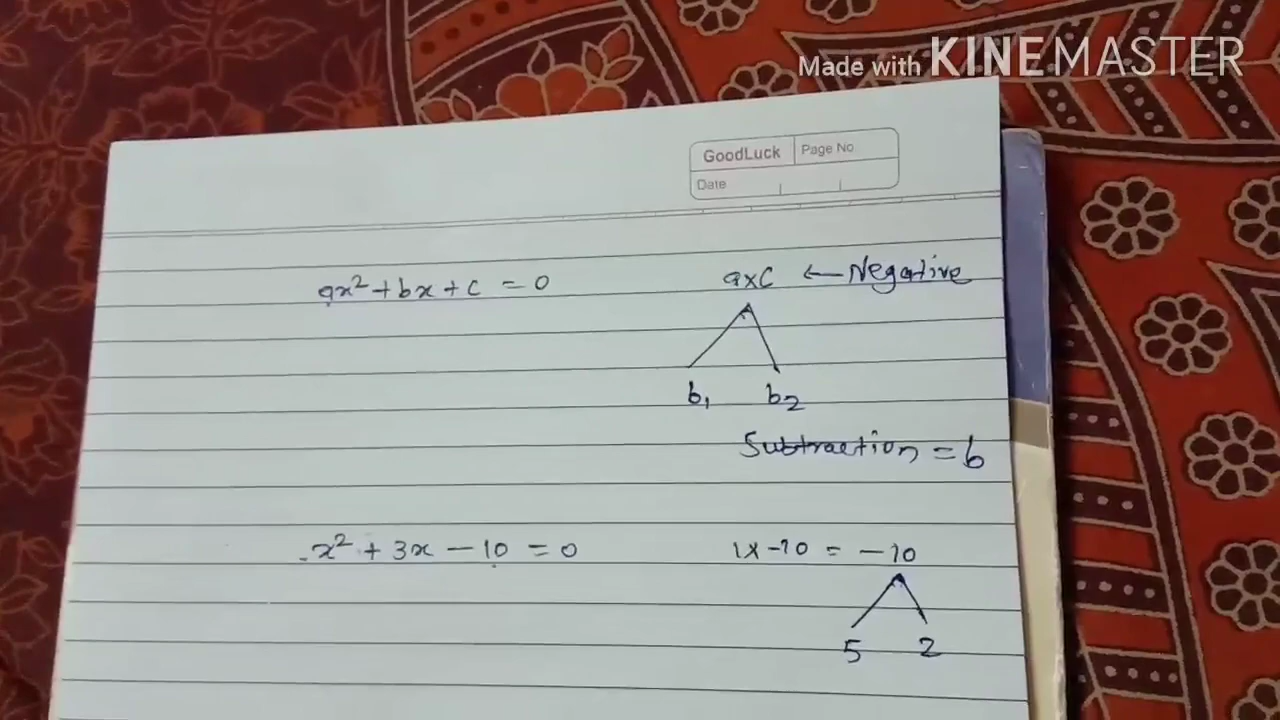 Made with KINEMASTER
GoodLuck Page No
Date
ax² + bx + c = 0 a×c ← Negative
b₁ b₂
Subtraction = b
x² + 3x - 10 = 0 1x-10 = -10
5 2